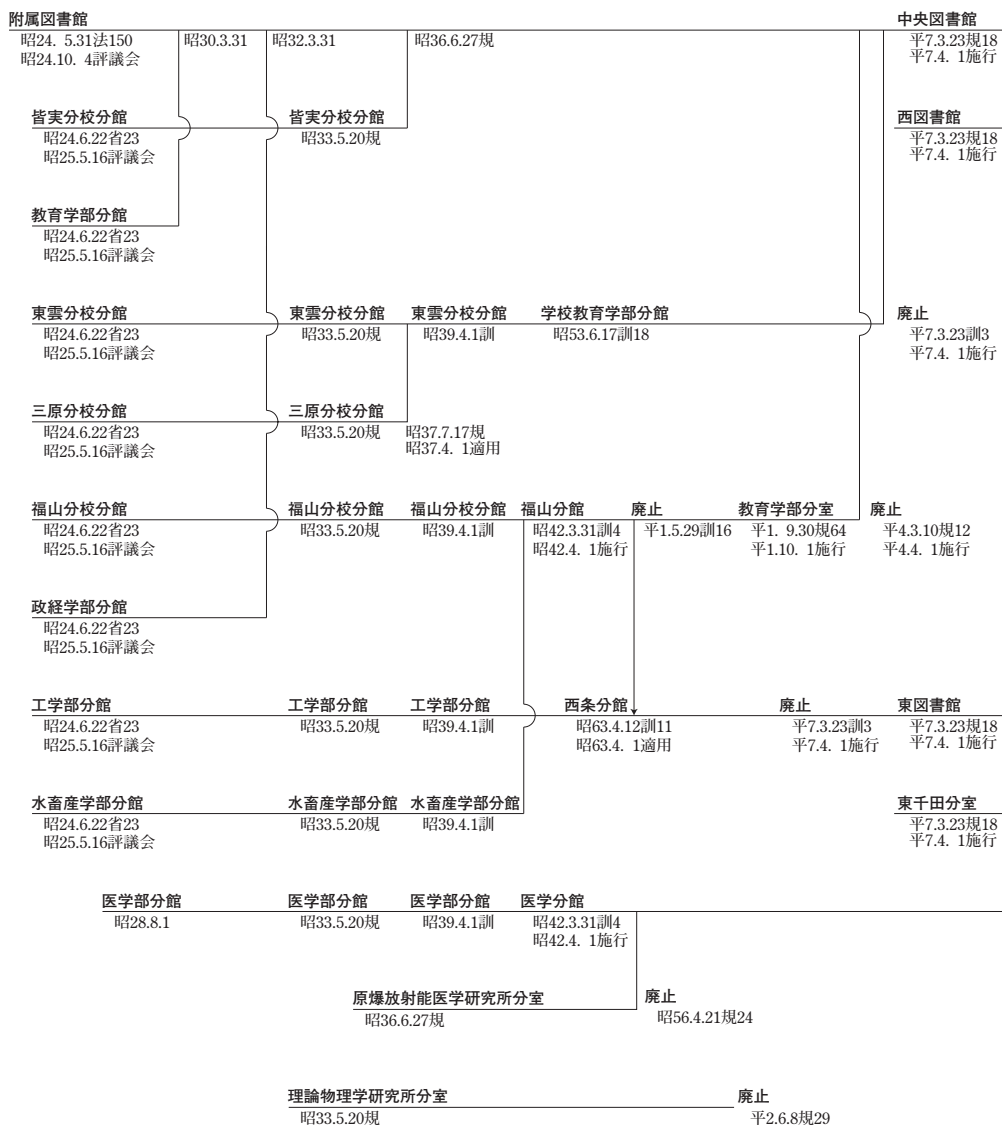 附属図書館 中央図書館
昭24. 5.31法150 昭30.3.31 昭32.3.31 昭36.6.27規 平7.3.23規18
昭24.10. 4評議会 平7.4. 1施行
皆実分校分館 皆実分校分館 西図書館
昭24.6.22省23 昭33.5.20規 平7.3.23規18
昭25.5.16評議会 平7.4. 1施行
教育学部分館
昭24.6.22省23
昭25.5.16評議会
東雲分校分館 東雲分校分館 東雲分校分館 学校教育学部分館 廃止
昭24.6.22省23 昭33.5.20規 昭39.4.1訓 昭53.6.17訓18 平7.3.23訓3
昭25.5.16評議会 平7.4. 1施行
三原分校分館 三原分校分館
昭24.6.22省23 昭33.5.20規 昭37.7.17規
昭25.5.16評議会 昭37.4. 1適用
福山分校分館 福山分校分館 福山分校分館 福山分館 廃止 教育学部分室 廃止
昭24.6.22省23 昭33.5.20規 昭39.4.1訓 昭42.3.31訓4 平1.5.29訓16 平1. 9.30規64 平4.3.10規12
昭25.5.16評議会 昭42.4. 1施行 平1.10. 1施行 平4.4. 1施行
政経学部分館
昭24.6.22省23
昭25.5.16評議会
工学部分館 工学部分館 工学部分館 西条分館 廃止 東図書館
昭24.6.22省23 昭33.5.20規 昭39.4.1訓 昭63.4.12訓11 平7.3.23訓3 平7.3.23規18
昭25.5.16評議会 昭63.4. 1適用 平7.4. 1施行 平7.4. 1施行
水畜産学部分館 水畜産学部分館 水畜産学部分館 東千田分室
昭24.6.22省23 昭33.5.20規 昭39.4.1訓 平7.3.23規18
昭25.5.16評議会 平7.4. 1施行
医学部分館 医学部分館 医学部分館 医学分館
昭28.8.1 昭33.5.20規 昭39.4.1訓 昭42.3.31訓4
昭42.4. 1施行
原爆放射能医学研究所分室 廃止
昭36.6.27規 昭56.4.21規24
理論物理学研究所分室 廃止
昭33.5.20規 平2.6.8規29